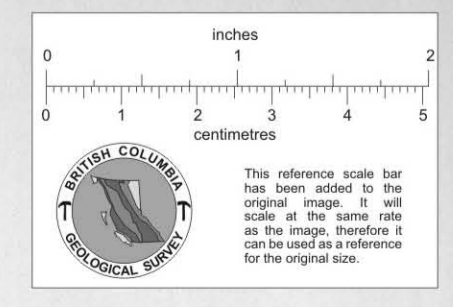 inches
0 1 2
0 1 2 3 4 5
centimetres
BRITISH COLUMBIA
GEOLOGICAL SURVEY
This reference scale bar
has been added to the
original image. It will
scale at the same rate
as the image, therefore it
can be used as a reference
for the original size.